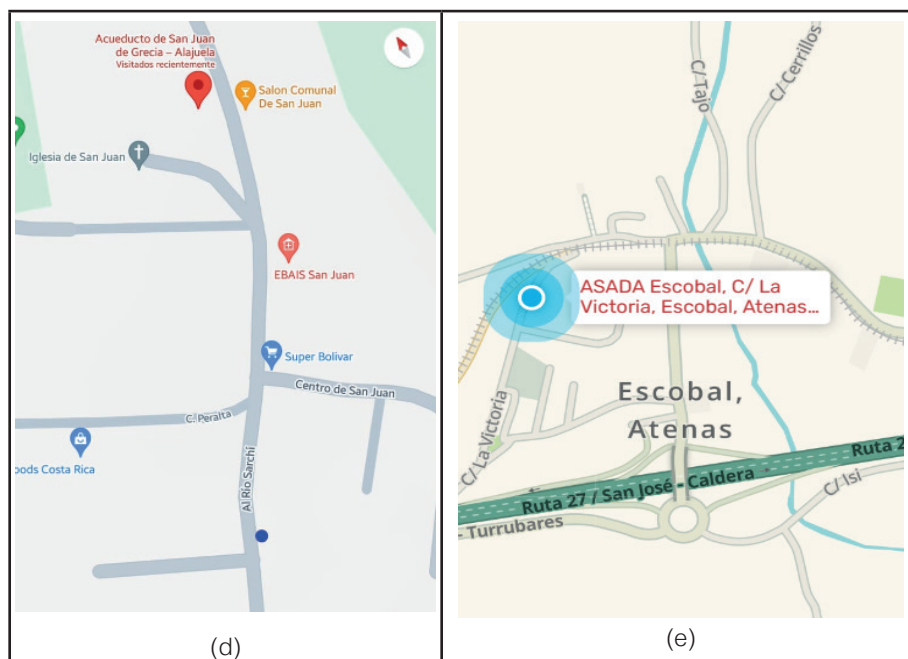 Acueducto de San Juan
de Grecia – Alajuela
Visitados recientemente
Salon Comunal
De San Juan
Iglesia de San Juan
EBAIS San Juan
Super Bolivar
Centro de San Juan
C. Peralta
oods Costa Rica
Al Río Sarchí
(d)
C/ Tajo
C/ Cerrillos
ASADA Escobal, C/ La
Victoria, Escobal, Atenas...
Escobal,
Atenas
C/ La Victoria
Ruta 2
Ruta 27 / San José - Caldera
C/ Isi
- Turrubares
(e)